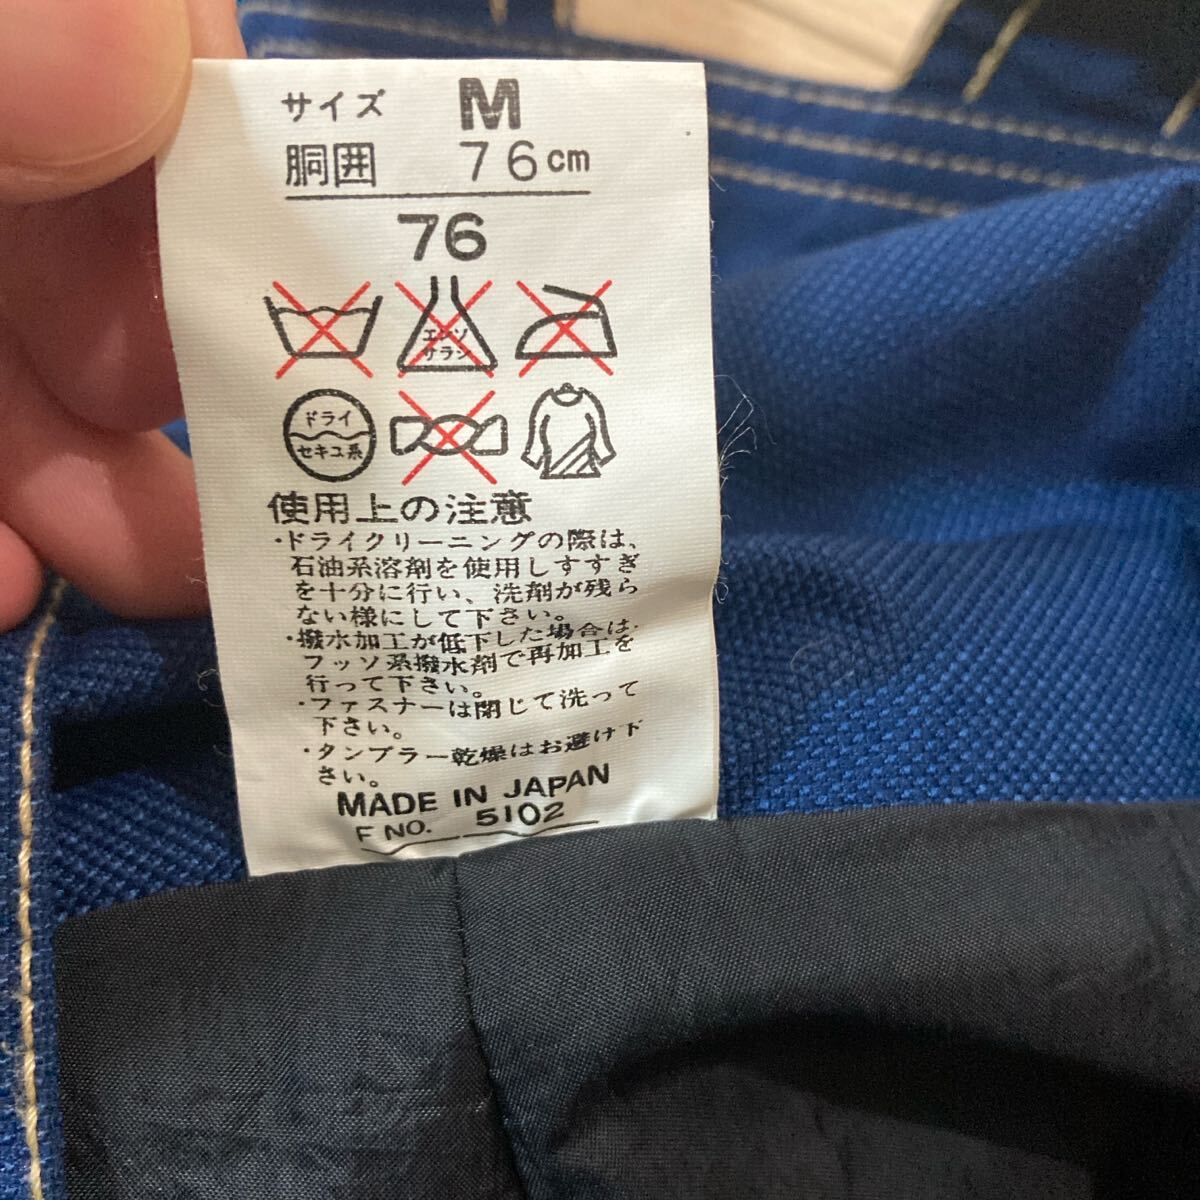 サイズ M
胴囲 76cm
76
エンソ
サラシ
ドライ
セキユ系
使用上の注意
・ドライクリーニングの際は、
石油系溶剤を使用しすすぎ
を十分に行い、洗剤が残ら
ない様にして下さい。
・撥水加工が低下した場合は、
フッソ系撥水剤で再加工を
行って下さい。
・ファスナーは閉じて洗って
下さい。
・タンブラー乾燥はお避け下
さい。
MADE IN JAPAN
F NO. 5102